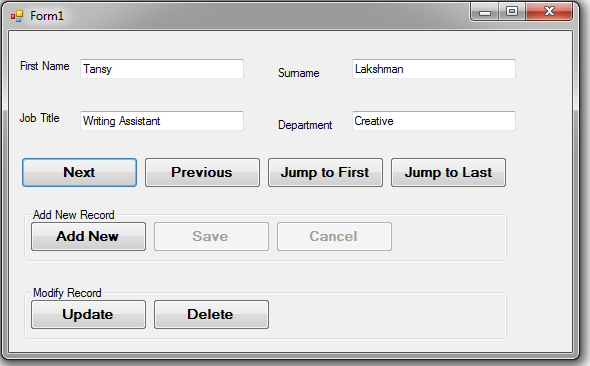 Form1
First Name Tansy Surname Lakshman
Job Title Writing Assistant Department Creative
Next Previous Jump to First Jump to Last
Add New Record
Add New Save Cancel
Modify Record
Update Delete